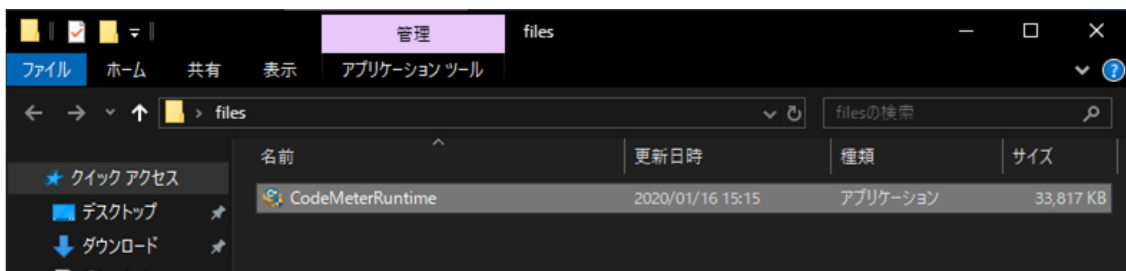 管理 files
ファイル ホーム 共有 表示 アプリケーション ツール
files filesの検索
名前 更新日時 種類 サイズ
クイック アクセス
CodeMeterRuntime 2020/01/16 15:15 アプリケーション 33,817 KB
デスクトップ
ダウンロード